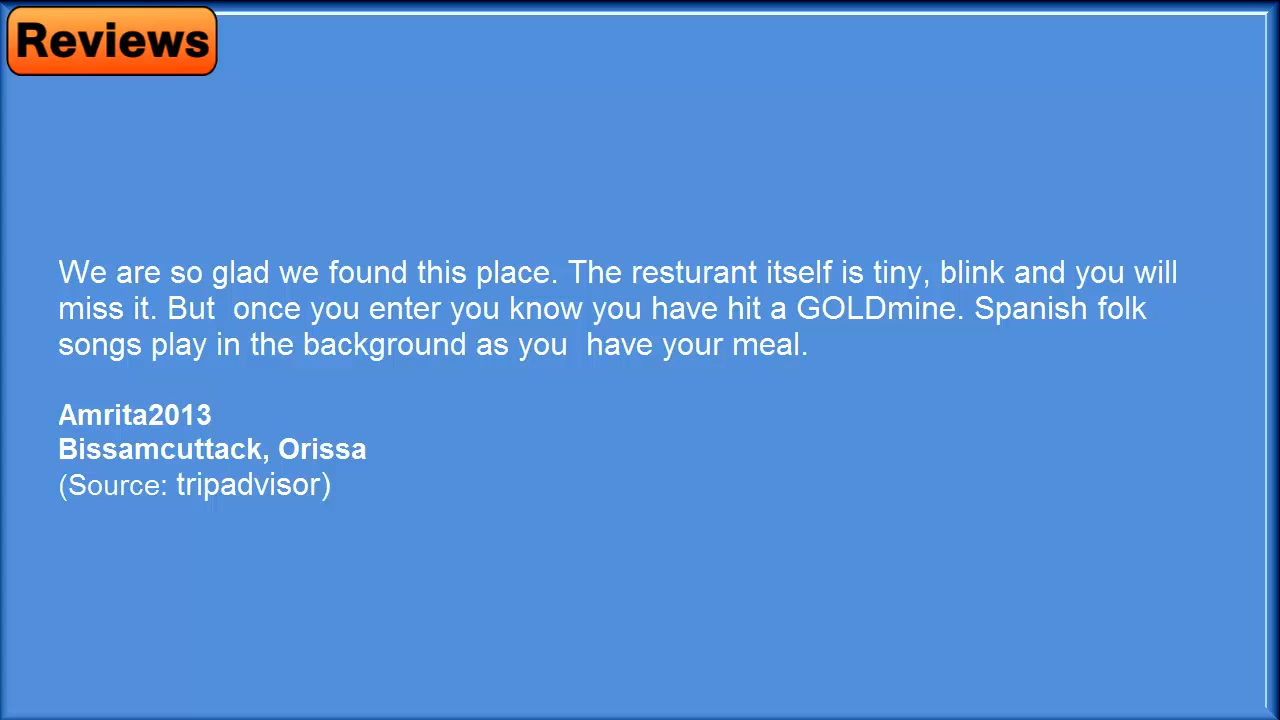 Reviews
We are so glad we found this place. The resturant itself is tiny, blink and you will
miss it. But  once you enter you know you have hit a GOLDmine. Spanish folk
songs play in the background as you  have your meal.
Amrita2013
Bissamcuttack, Orissa
(Source: tripadvisor)